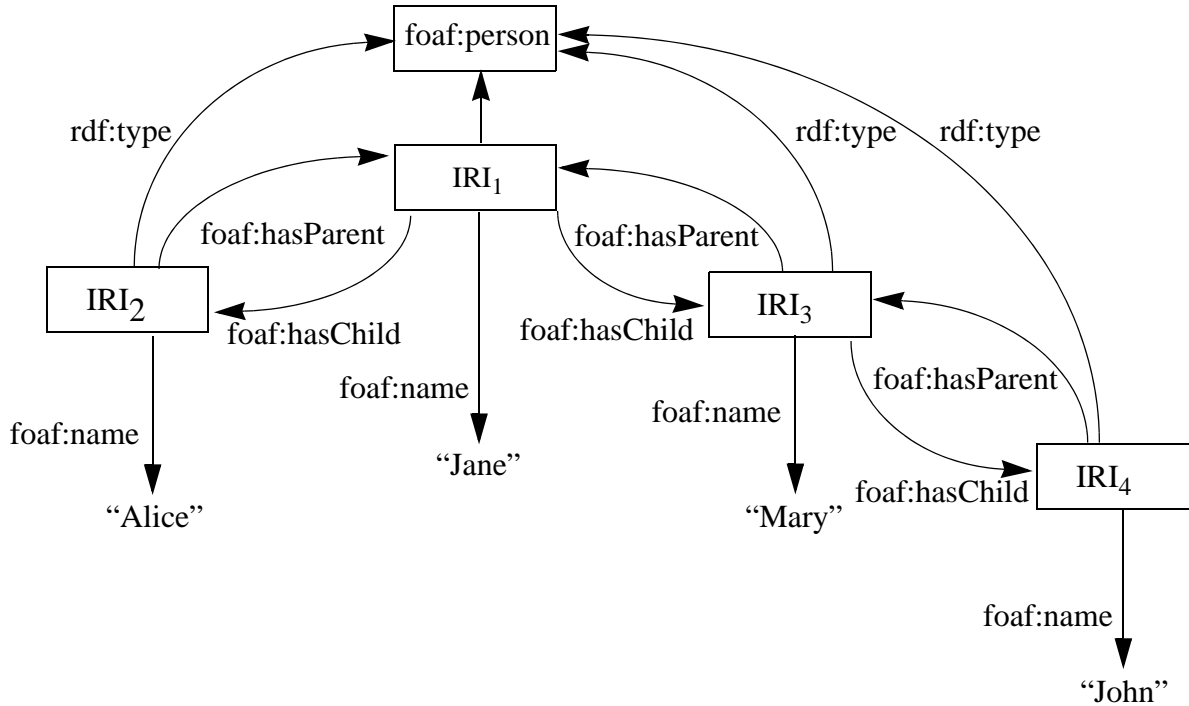 foaf:person
rdf:type
rdf:type
rdf:type
IRI1
foaf:hasParent
foaf:hasParent
IRI2
IRI3
foaf:hasChild
foaf:hasChild
foaf:name
foaf:hasParent
foaf:name
foaf:name
“Jane”
IRI4
foaf:hasChild
“Alice”
“Mary”
foaf:name
“John”